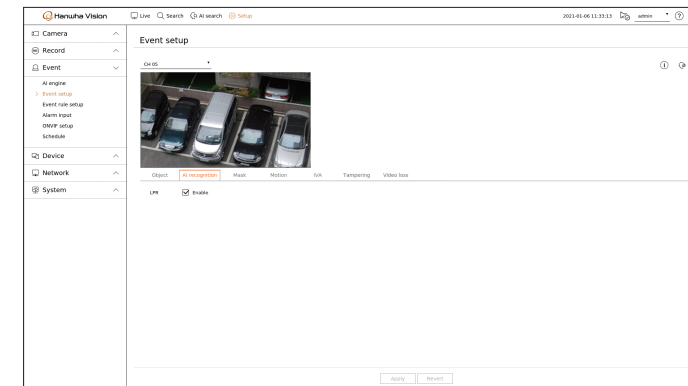 Hanwha Vision
Live Search AI search Setup 2021-01-06 11:33:13 admin
Camera
Record
Event
AI engine
Event setup
Event rule setup
Alarm input
ONVIF setup
Schedule
Device
Network
System
Event setup
CH 05
Object AI recognition Mask Motion IVA Tampering Video loss
LPR Enable
Apply Revert